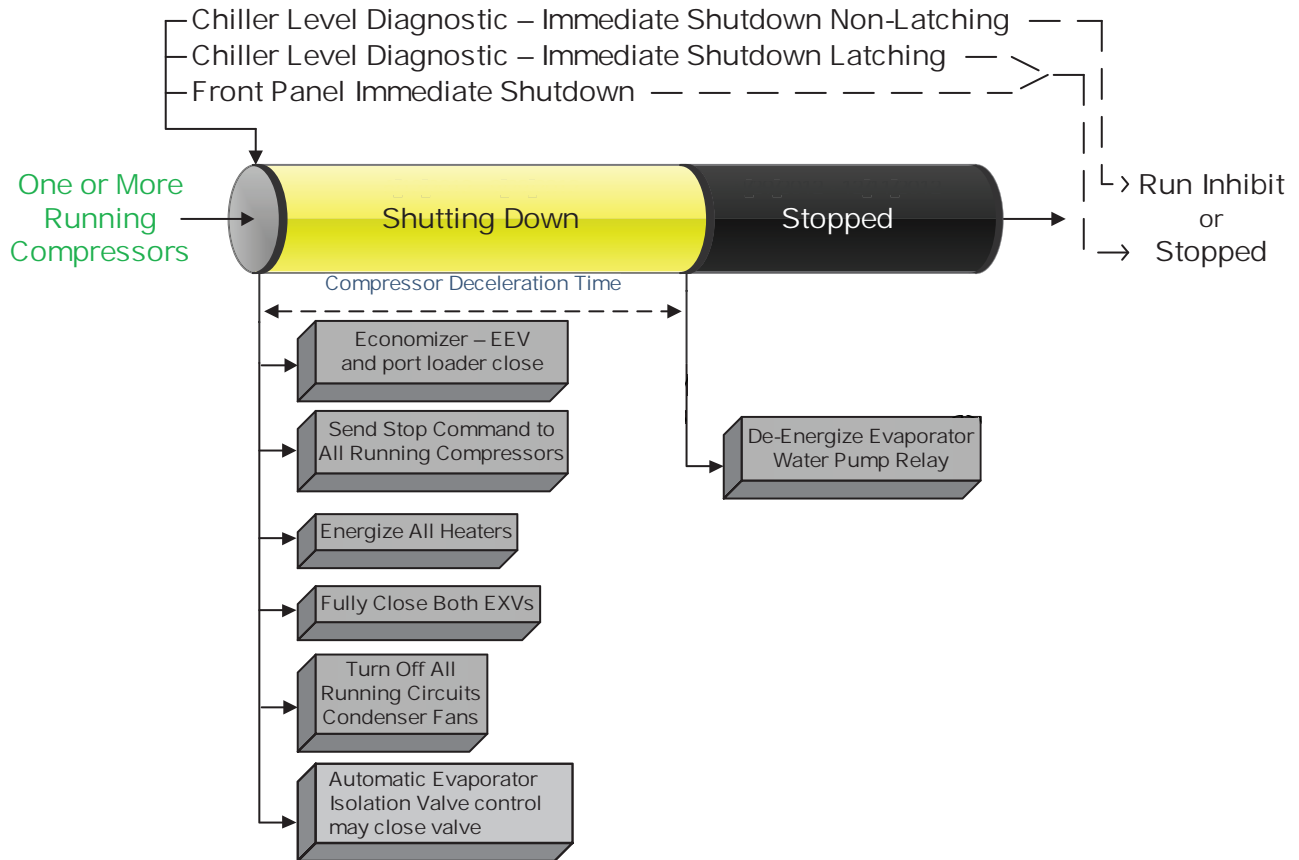 Chiller Level Diagnostic – Immediate Shutdown Non-Latching
Chiller Level Diagnostic – Immediate Shutdown Latching
Front Panel Immediate Shutdown
One or More
Running
Compressors
Shutting Down
Stopped
Run Inhibit
or
Stopped
Compressor Deceleration Time
Economizer – EEV
and port loader close
Send Stop Command to
All Running Compressors
De-Energize Evaporator
Water Pump Relay
Energize All Heaters
Fully Close Both EXVs
Turn Off All
Running Circuits
Condenser Fans
Automatic Evaporator
Isolation Valve control
may close valve